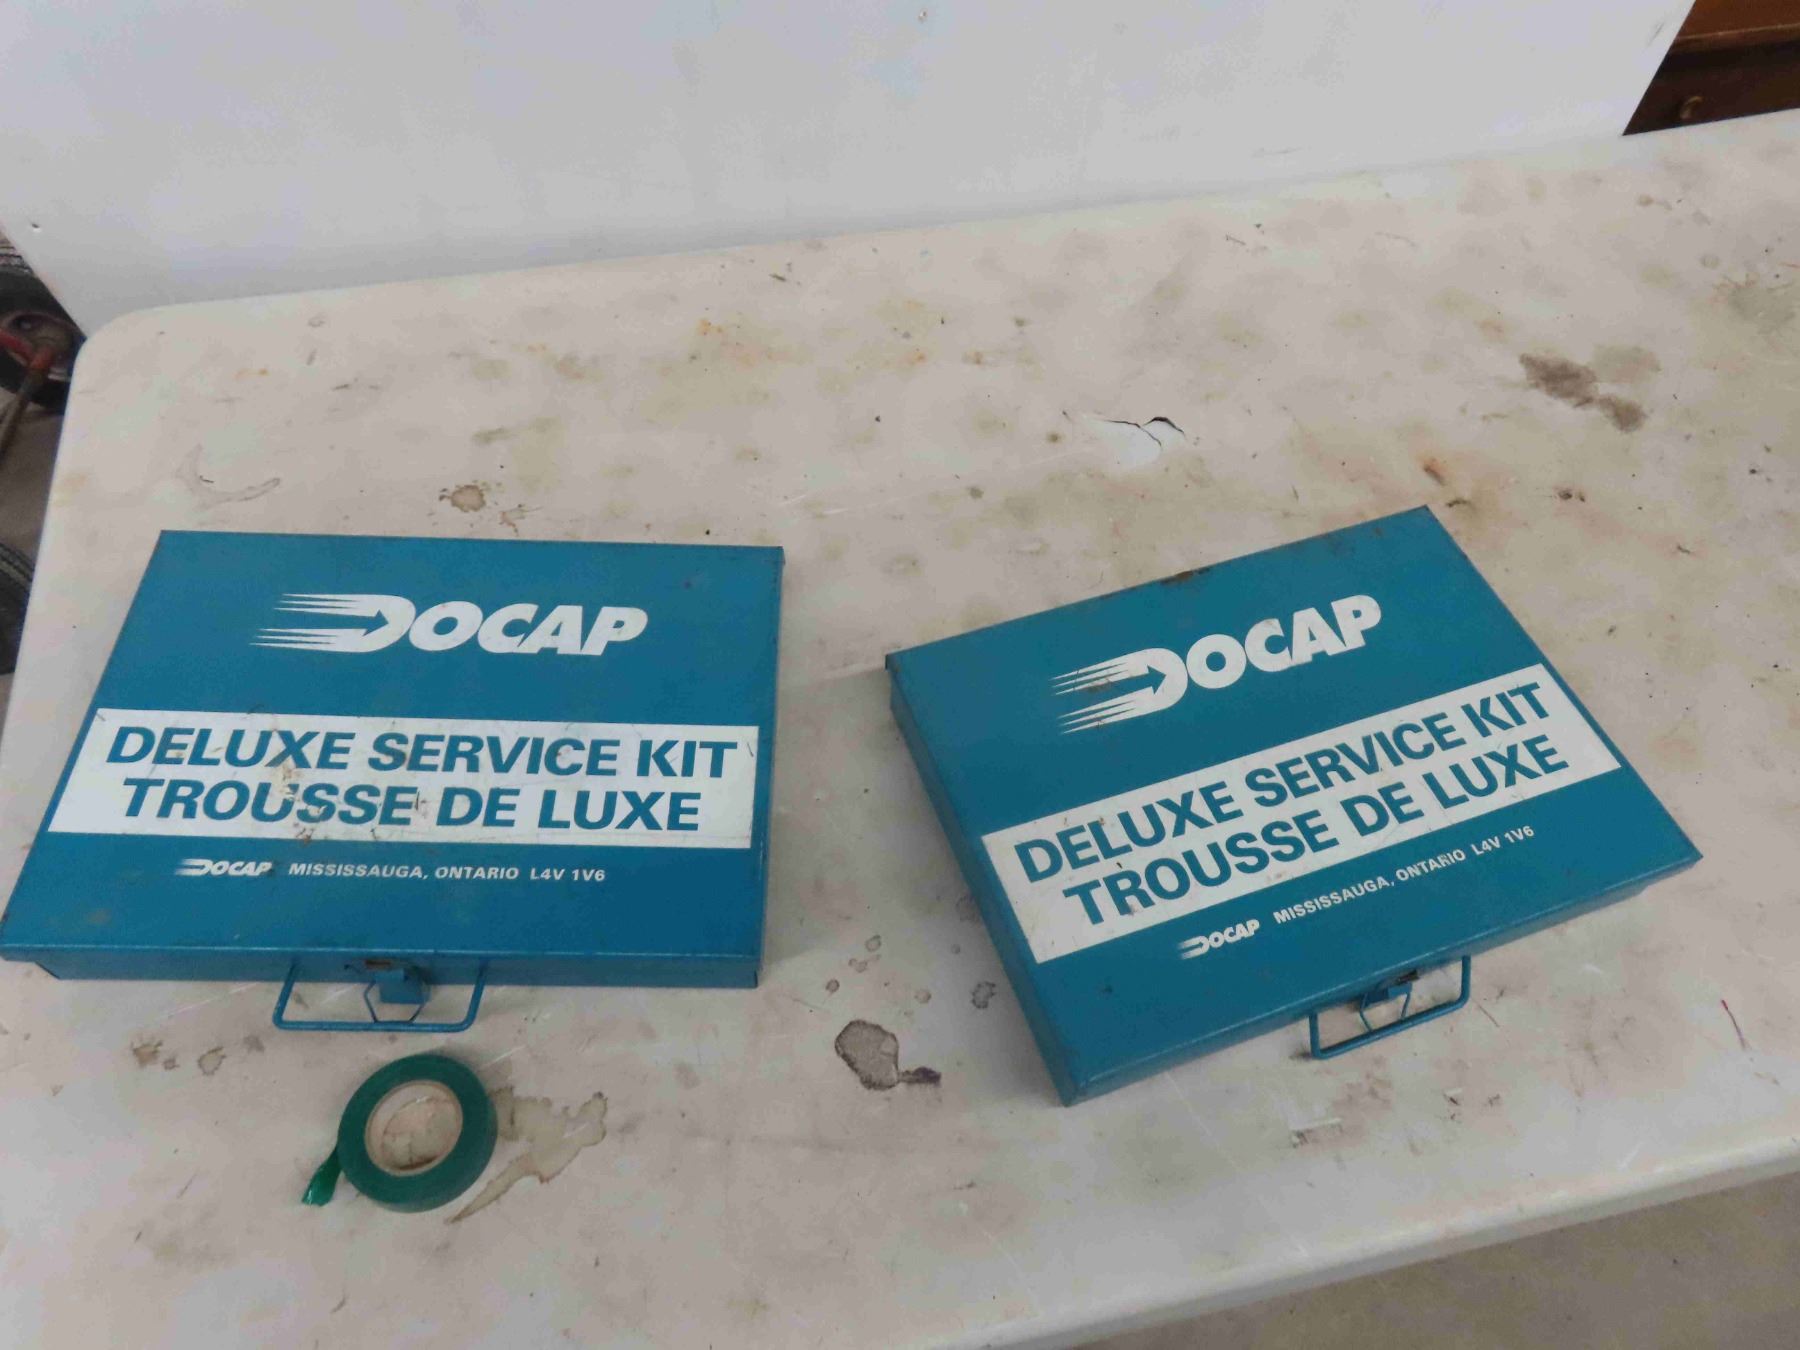 DOCAP
DELUXE SERVICE KIT
TROUSSE DE LUXE
DOCAP MISSISSAUGA, ONTARIO L4V 1V6
DOCAP
DELUXE SERVICE KIT
TROUSSE DE LUXE
DOCAP MISSISSAUGA, ONTARIO L4V 1V6